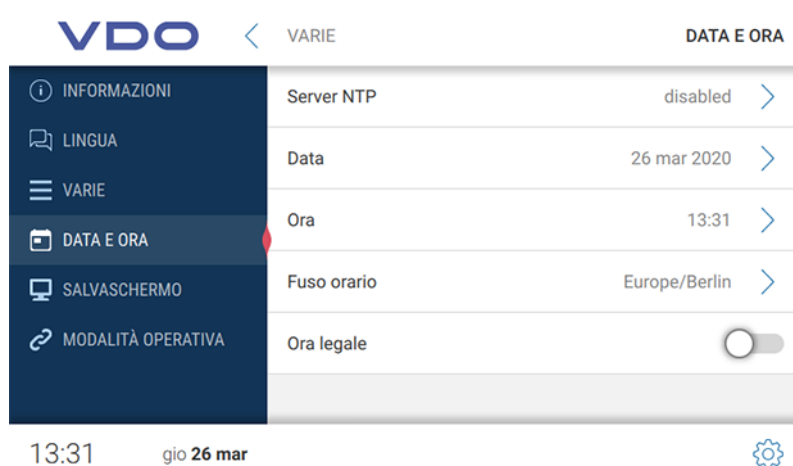 VDO
VARIE
DATA E ORA
INFORMAZIONI
LINGUA
VARIE
DATA E ORA
SALVASCHERMO
MODALITÀ OPERATIVA
Server NTP disabled
Data 26 mar 2020
Ora 13:31
Fuso orario Europe/Berlin
Ora legale
13:31 gio 26 mar